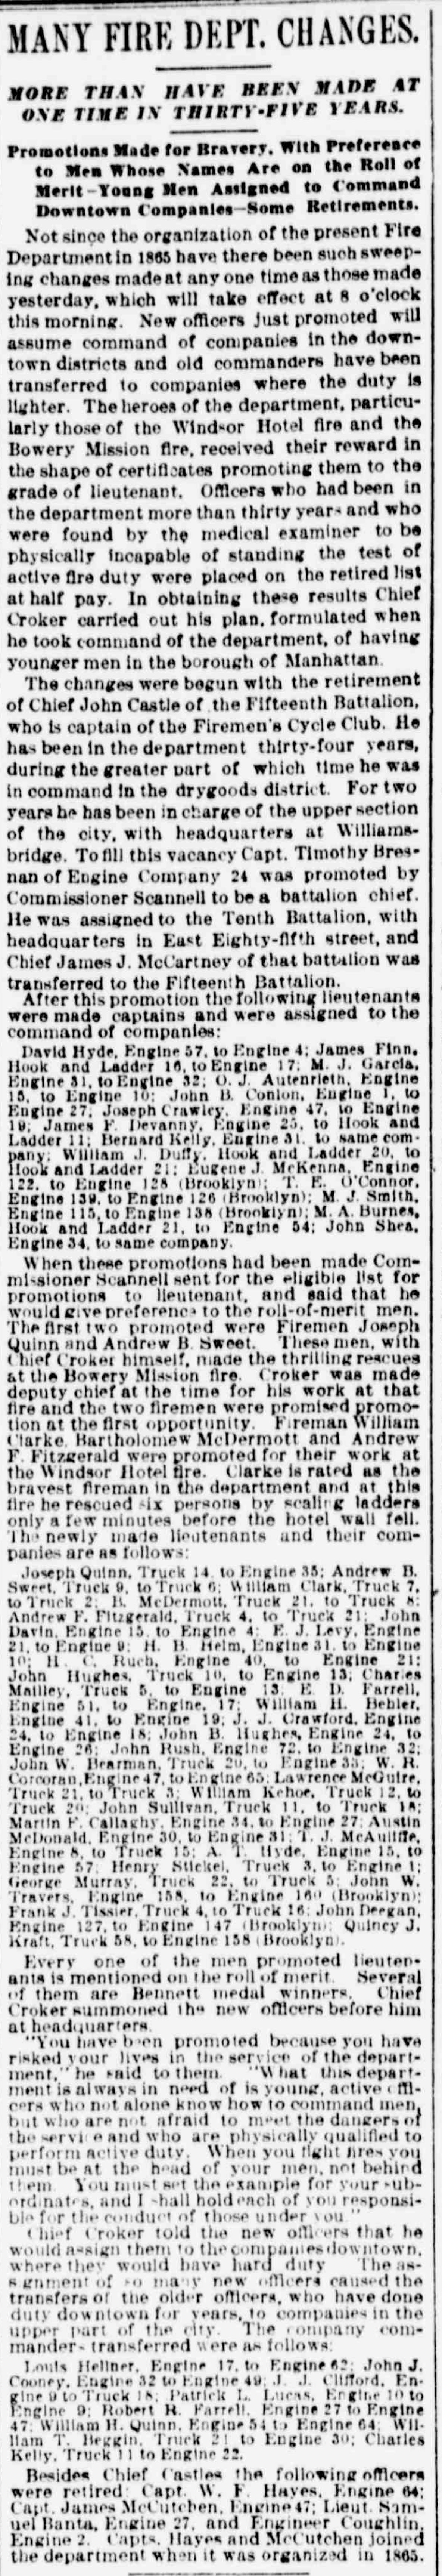 MANY FIRE DEPT. CHANGES.
MORE THAN HAVE BEEN MADE AT
ONE TIME IN THIRTY-FIVE YEARS.
Promotions Made for Bravery, With Preference
to Men Whose Names Are on the Roll of
Merit—Young Men Assigned to Command
Downtown Companies—Some Retirements.
Not since the organization of the present Fire
Department in 1865 have there been such sweep-
ing changes made at any one time as those made
yesterday, which will take effect at 8 o'clock
this morning. New officers just promoted will
assume command of companies in the down-
town districts and old commanders have been
transferred to companies where the duty is
lighter. The heroes of the department, particu-
larly those of the Windsor Hotel fire and the
Bowery Mission fire, received their reward in
the shape of certificates promoting them to the
grade of lieutenant. Officers who had been in
the department more than thirty years and who
were found by the medical examiner to be
physically incapable of standing the test of
active fire duty were placed on the retired list
at half pay. In obtaining these results Chief
Croker carried out his plan, formulated when
he took command of the department, of having
younger men in the borough of Manhattan.
The changes were begun with the retirement
of Chief John Castle of the Fifteenth Battalion,
who is captain of the Firemen's Cycle Club. He
has been in the department thirty-four years,
during the greater part of which time he was
in command in the drygoods district. For two
years he has been in charge of the upper section
of the city, with headquarters at Williams-
bridge. To fill this vacancy Capt. Timothy Bres-
nan of Engine Company 24 was promoted by
Commissioner Scannell to be a battalion chief.
He was assigned to the Tenth Battalion, with
headquarters in East Eighty-fifth street, and
Chief James J. McCartney of that battalion was
transferred to the Fifteenth Battalion.
After this promotion the following lieutenants
were made captains and were assigned to the
command of companies:
David Hyde, Engine 57, to Engine 4; James Finn,
Hook and Ladder 16, to Engine 17; M. J. Garcia,
Engine 31, to Engine 32; O. J. Autenrieth, Engine
15, to Engine 10; John B. Conlon, Engine 1, to
Engine 27; Joseph Crawley, Engine 47, to Engine
19; James F. Devanny, Engine 25, to Hook and
Ladder 11; Bernard Kelly, Engine 31, to same com-
pany; William J. Duffy, Hook and Ladder 20, to
Hook and Ladder 21; Eugene J. McKenna, Engine
122, to Engine 128 (Brooklyn); T. E. O'Connor,
Engine 139, to Engine 126 (Brooklyn); M. J. Smith,
Engine 115, to Engine 138 (Brooklyn); M. A. Burnes,
Hook and Ladder 21, to Engine 54; John Shea,
Engine 34, to same company.
When these promotions had been made Com-
missioner Scannell sent for the eligible list for
promotions to lieutenant, and said that he
would give preference to the roll-of-merit men.
The first two promoted were Firemen Joseph
Quinn and Andrew B. Sweet. These men, with
Chief Croker himself, made the thrilling rescues
at the Bowery Mission fire. Croker was made
deputy chief at the time for his work at that
fire and the two firemen were promised promo-
tion at the first opportunity. Fireman William
Clarke, Bartholomew McDermott and Andrew
F. Fitzgerald were promoted for their work at
the Windsor Hotel fire. Clarke is rated as the
bravest fireman in the department and at this
fire he rescued six persons by scaling ladders
only a few minutes before the hotel wall fell.
The newly made lieutenants and their com-
panies are as follows:
Joseph Quinn, Truck 14, to Engine 35; Andrew B.
Sweet, Truck 9, to Truck 6; William Clark, Truck 7,
to Truck 2; B. McDermott, Truck 21, to Truck 8;
Andrew F. Fitzgerald, Truck 4, to Truck 21; John
Davin, Engine 15, to Engine 4; E. J. Levy, Engine
21, to Engine 9; H. B. Helm, Engine 31, to Engine
10; H. C. Ruch, Engine 40, to Engine 21;
John Hughes, Truck 10, to Engine 13; Charles
Mailley, Truck 5, to Engine 13; E. D. Farrell,
Engine 51, to Engine, 17; William H. Hebler,
Engine 41, to Engine 19; J. J. Crawford, Engine
24, to Engine 18; John B. Hughes, Engine 24, to
Engine 26; John Rush, Engine 72, to Engine 32;
John W. Bearman, Truck 20, to Engine 33; W. R.
Corcoran, Engine 47, to Engine 65; Lawrence McGuire,
Truck 21, to Truck 3; William Kehoe, Truck 12, to
Truck 20; John Sullivan, Truck 11, to Truck 18;
Martin F. Callaghy, Engine 34, to Engine 27; Austin
McDonald, Engine 30, to Engine 31; T. J. McAuliffe,
Engine 8, to Truck 15; A. T. Hyde, Engine 15, to
Engine 57; Henry Stickel, Truck 3, to Engine 1;
George Murray, Truck 22, to Truck 5; John W.
Travers, Engine 158, to Engine 160 (Brooklyn);
Frank J. Tissier, Truck 4, to Truck 16; John Deegan,
Engine 127, to Engine 147 (Brooklyn); Quincy J.
Kraft, Truck 58, to Engine 158 (Brooklyn).
Every one of the men promoted lieuten-
ants is mentioned on the roll of merit. Several
of them are Bennett medal winners. Chief
Croker summoned the new officers before him
at headquarters.
"You have been promoted because you have
risked your lives in the service of the depart-
ment," he said to them. "What this depart-
ment is always in need of is young, active offi-
cers who not alone know how to command men,
but who are not afraid to meet the dangers of
the service and who are physically qualified to
perform active duty. When you fight fires you
must be at the head of your men, not behind
them. You must set the example for your sub-
ordinates, and I shall hold each of you responsi-
ble for the conduct of those under you."
Chief Croker told the new officers that he
would assign them to the companies downtown,
where they would have hard duty. The as-
signment of so many new officers caused the
transfers of the older officers, who have done
duty downtown for years, to companies in the
upper part of the city. The company com-
manders transferred were as follows:
Louis Hellner, Engine 17, to Engine 62; John J.
Cooney, Engine 32 to Engine 49; J. J. Clifford, En-
gine 9 to Truck 18; Patrick L. Lucas, Engine 10 to
Engine 9; Robert R. Farrell, Engine 27 to Engine
47; William H. Quinn, Engine 54 to Engine 64; Wil-
liam T. Beggin, Truck 21 to Engine 30; Charles
Kelly, Truck 11 to Engine 22.
Besides Chief Castles the following officers
were retired: Capt. W. F. Hayes, Engine 64;
Capt. James McCutchen, Engine 47; Lieut. Sam-
uel Banta, Engine 27, and Engineer Coughlin,
Engine 2. Capts. Hayes and McCutchen joined
the department when it was organized in 1865.